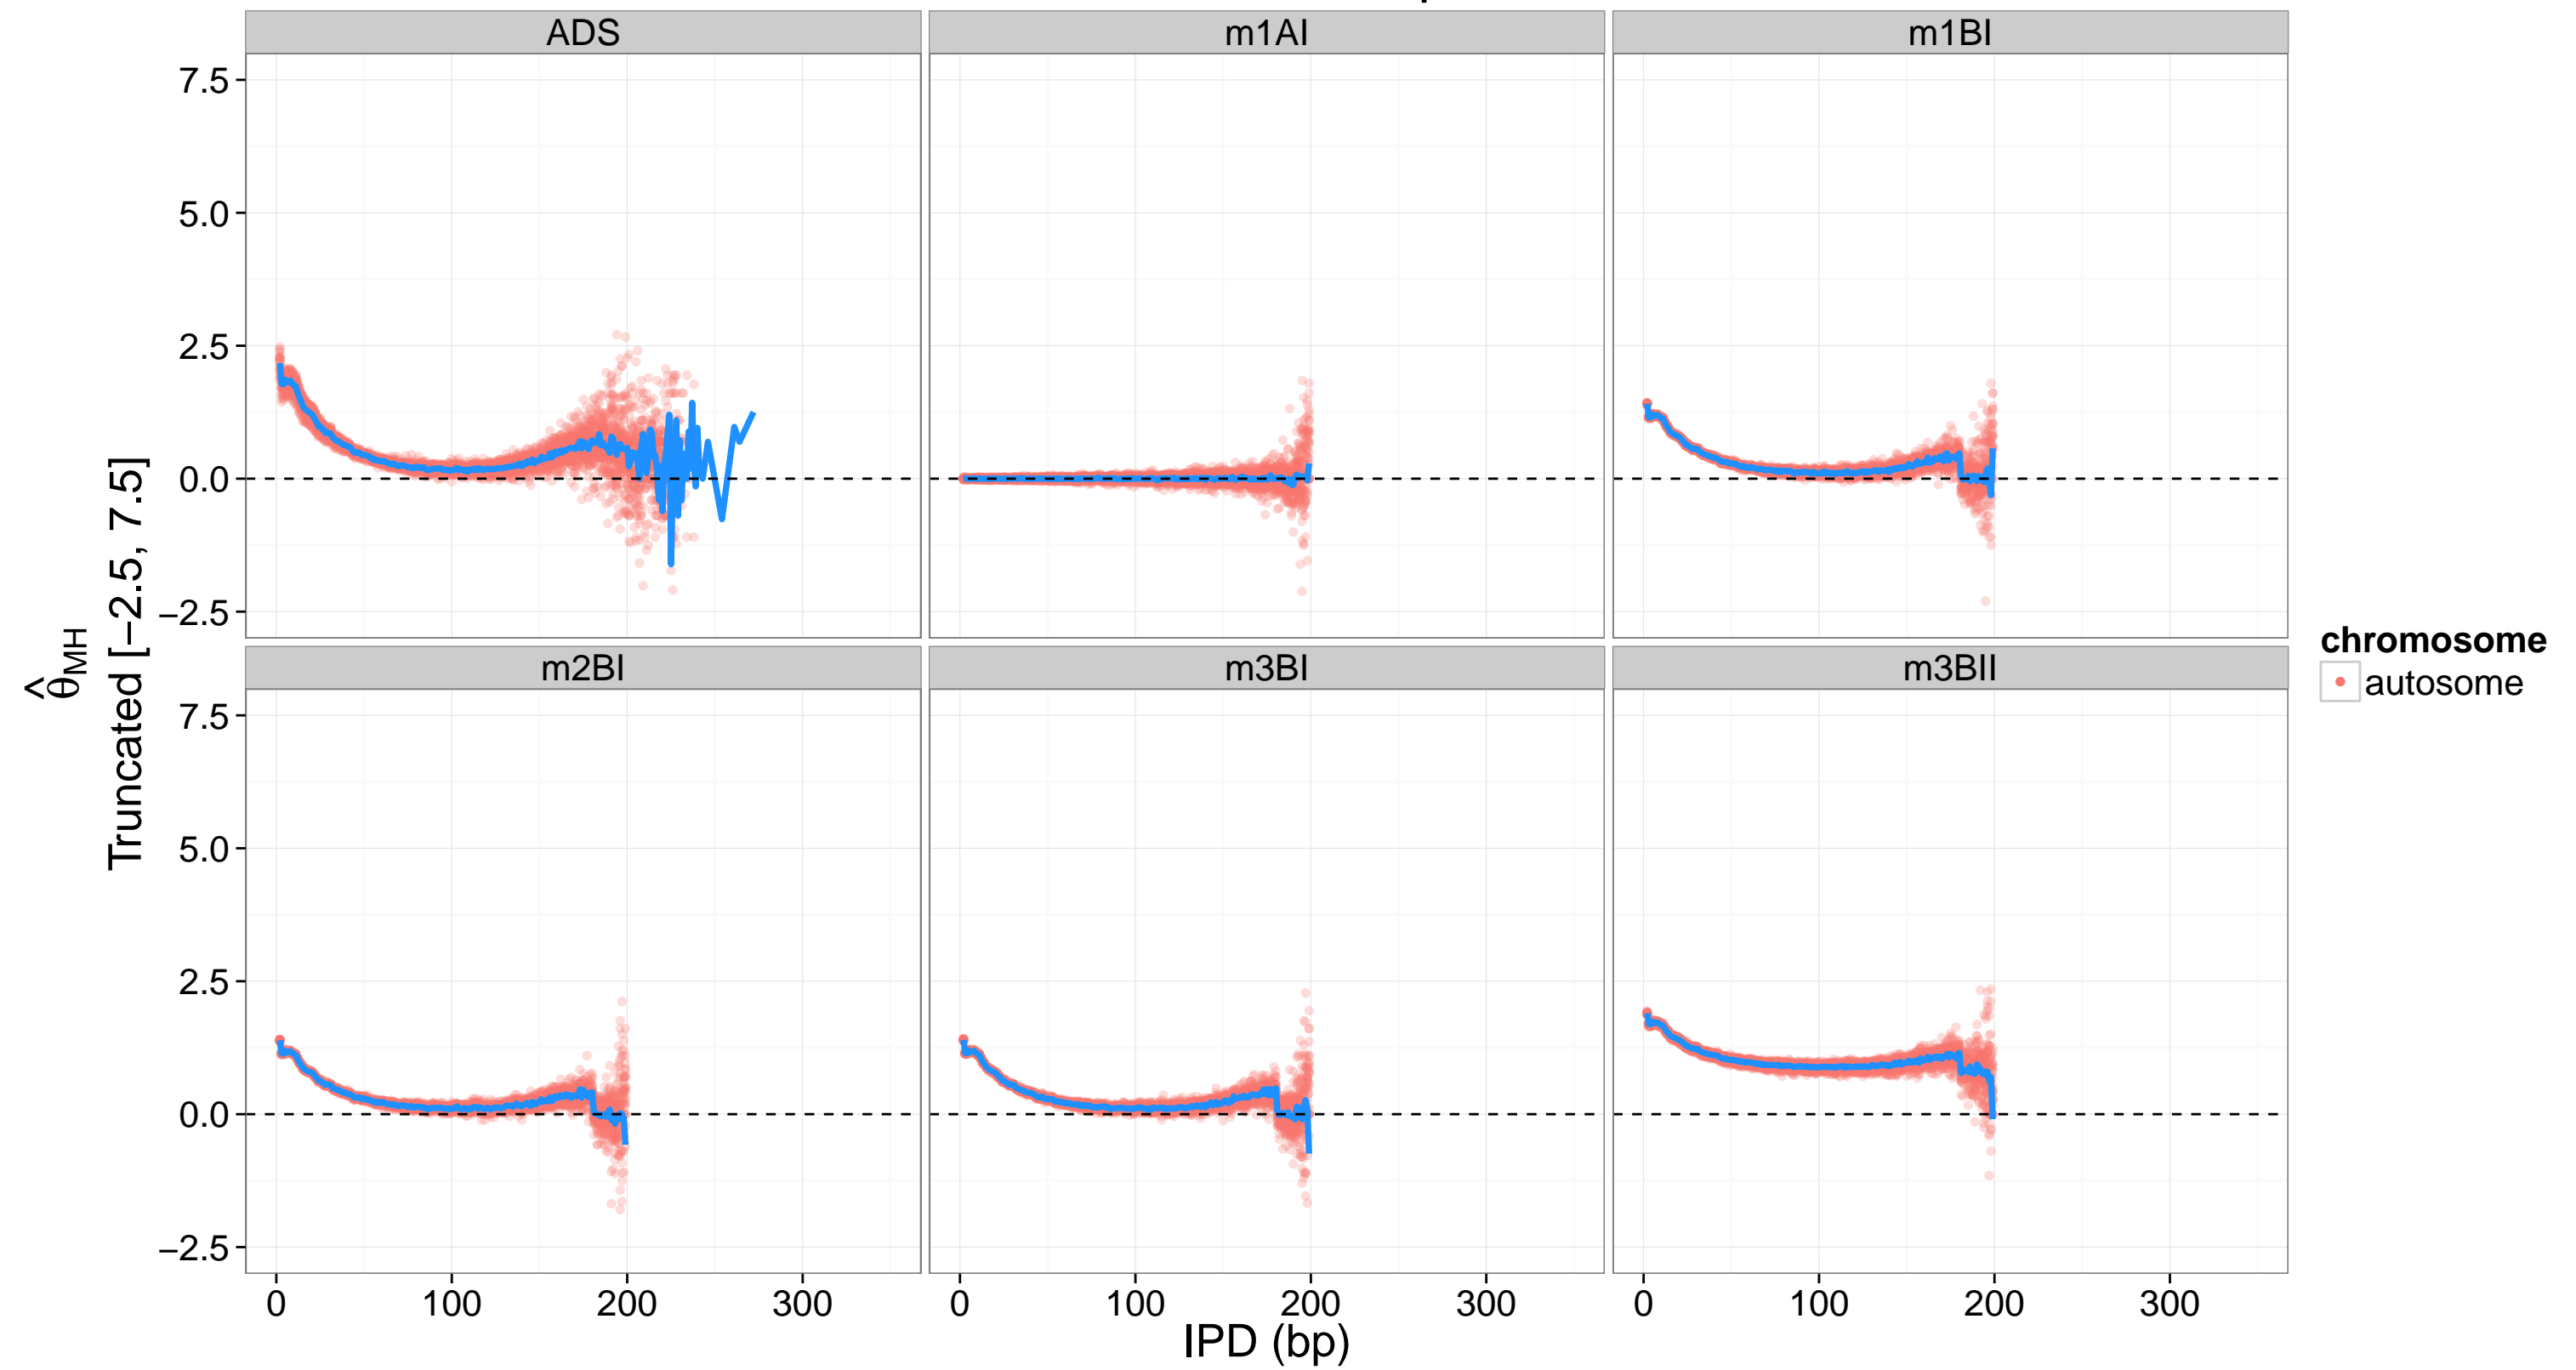 ADS m1AI m1BI
7.5
5.0
2.5
0.0
−2.5
m2BI m3BI m3BII
7.5
5.0
2.5
0.0
−2.5
0 100 200 300 0 100 200 300 0 100 200 300
IPD (bp)
θ̂MH
Truncated [−2.5, 7.5]
chromosome
autosome